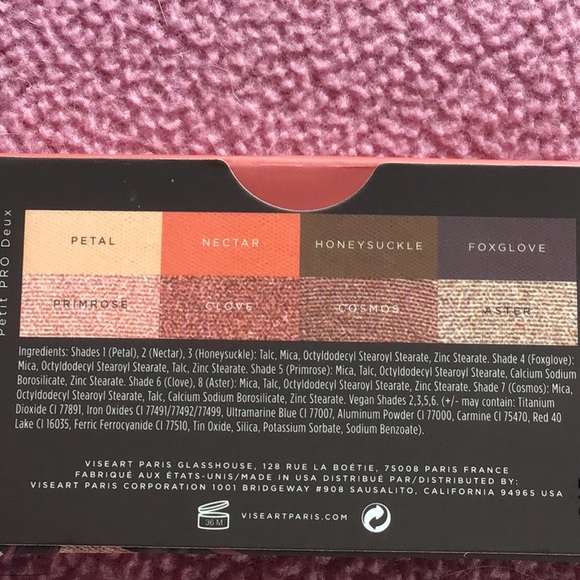 Petit PRO Deux
PETAL NECTAR HONEYSUCKLE FOXGLOVE
PRIMROSE CLOVE COSMOS ASTER
Ingredients: Shades 1 (Petal), 2 (Nectar), 3 (Honeysuckle): Talc, Mica, Octyldodecyl Stearoyl Stearate, Zinc Stearate. Shade 4 (Foxglove):
Mica, Octyldodecyl Stearoyl Stearate, Talc, Zinc Stearate. Shade 5 (Primrose): Mica, Talc, Octyldodecyl Stearoyl Stearate, Calcium Sodium
Borosilicate, Zinc Stearate. Shade 6 (Clove), 8 (Aster): Mica, Talc, Octyldodecyl Stearoyl Stearate, Zinc Stearate. Shade 7 (Cosmos): Mica,
Octyldodecyl Stearoyl Stearate, Talc, Calcium Sodium Borosilicate, Zinc Stearate. Vegan Shades 2,3,5,6. (+/- may contain: Titanium
Dioxide CI 77891, Iron Oxides CI 77491/77492/77499, Ultramarine Blue CI 77007, Aluminum Powder CI 77000, Carmine CI 75470, Red 40
Lake CI 16035, Ferric Ferrocyanide CI 77510, Tin Oxide, Silica, Potassium Sorbate, Sodium Benzoate).
VISEART PARIS GLASSHOUSE, 128 RUE LA BOÉTIE, 75008 PARIS FRANCE
FABRIQUÉ AUX ÉTATS-UNIS/MADE IN USA DISTRIBUÉ PAR/DISTRIBUTED BY:
VISEART PARIS CORPORATION 1001 BRIDGEWAY #908 SAUSALITO, CALIFORNIA 94965 USA
36 M VISEARTPARIS.COM